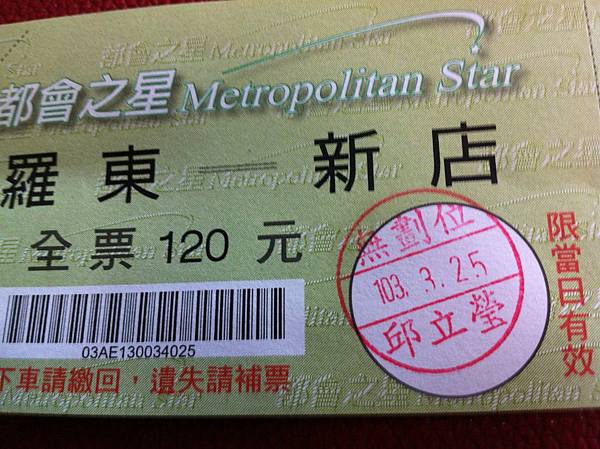 都會之星 Metropolitan Star
羅東—新店
全票 120 元
03AE130034025
下車請繳回，遺失請補票
無劃位
103. 3. 25
邱立瑩
限當日有效